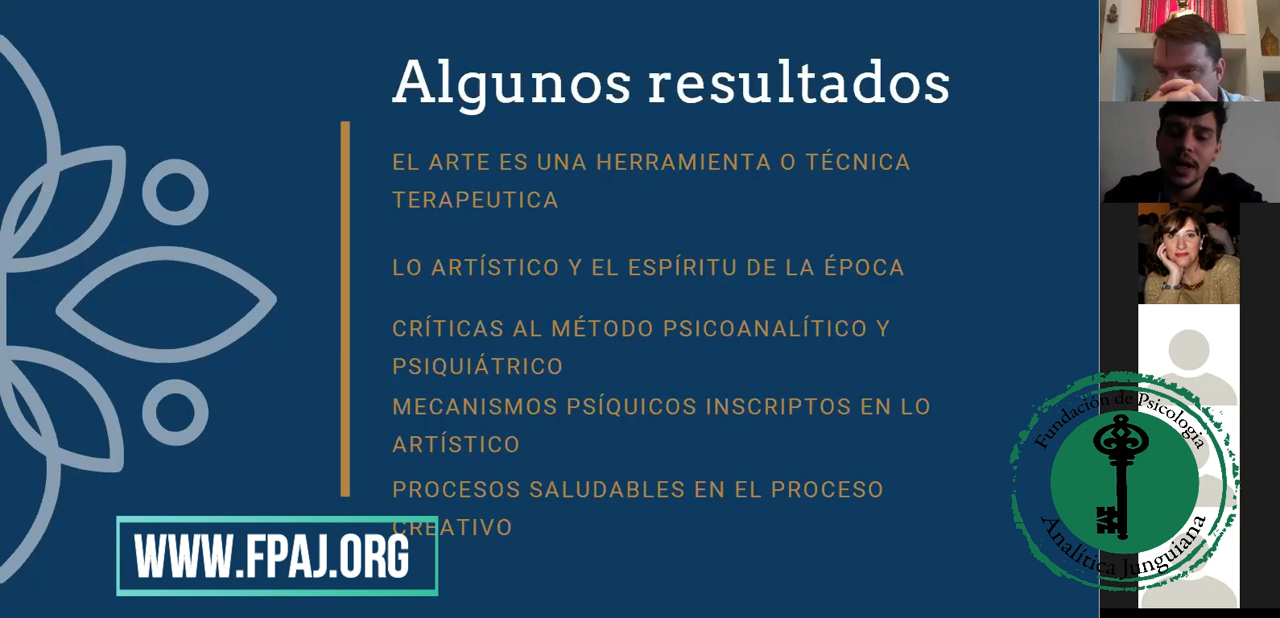 Algunos resultados
EL ARTE ES UNA HERRAMIENTA O TÉCNICA
TERAPEUTICA
LO ARTÍSTICO Y EL ESPÍRITU DE LA ÉPOCA
CRÍTICAS AL MÉTODO PSICOANALÍTICO Y
PSIQUIÁTRICO
MECANISMOS PSÍQUICOS INSCRIPTOS EN LO
ARTÍSTICO
PROCESOS SALUDABLES EN EL PROCESO
CREATIVO
WWW.FPAJ.ORG
Fundación de Psicología
Analítica Junguiana